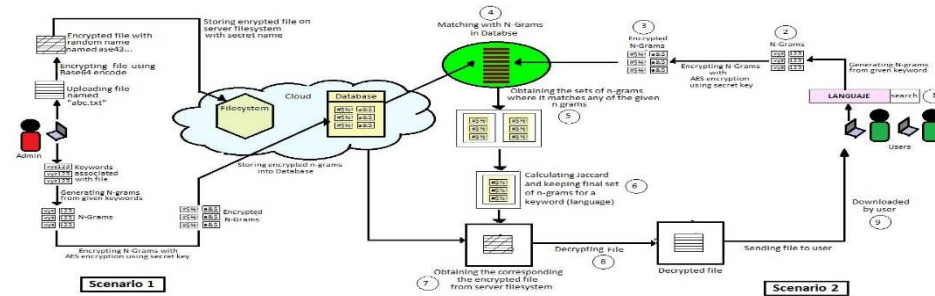 Encrypted file with
random name
named ase43...
Encrypting file using
Base64 encode
Uploading file
named
"abc.txt"
Admin
Keywords
associated
with file
Generating N-grams
from given keywords
N-Grams
Encrypting N-Grams with
AES encryption using secret key
Scenario 1
Storing encrypted file on
server filesystem
with secret name
Filesystem
Cloud
Database
Storing encrypted n-grams
into Database
Encrypted
N-Grams
4
Matching with N-Grams
in Databse
3
Encrypted
N-Grams
Encrypting N-Grams
with
AES encryption
using secret key
2
N-Grams
Generating N-grams
from given keyword
LANGUAJE
search
1
Users
Obtaining the sets of n-grams
where it matches any of the given
n grams
5
Calculating Jaccard
and keeping final set
of n-grams for a
keyword (language)
6
7
Obtaining the corresponding
the encrypted file
from server filesystem
Decrypting File
8
Decrypted file
Sending file to user
Downloaded
by user
9
Scenario 2